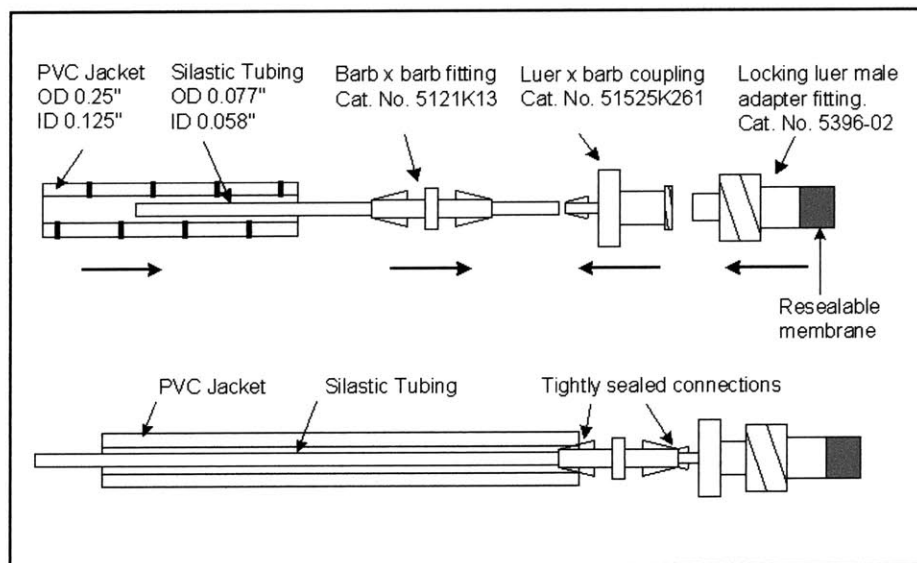 PVC Jacket
OD 0.25"
ID 0.125"
Silastic Tubing
OD 0.077"
ID 0.058"
Barb x barb fitting
Cat. No. 5121K13
Luer x barb coupling
Cat. No. 51525K261
Locking luer male
adapter fitting.
Cat. No. 5396-02
Resealable
membrane
PVC Jacket
Silastic Tubing
Tightly sealed connections